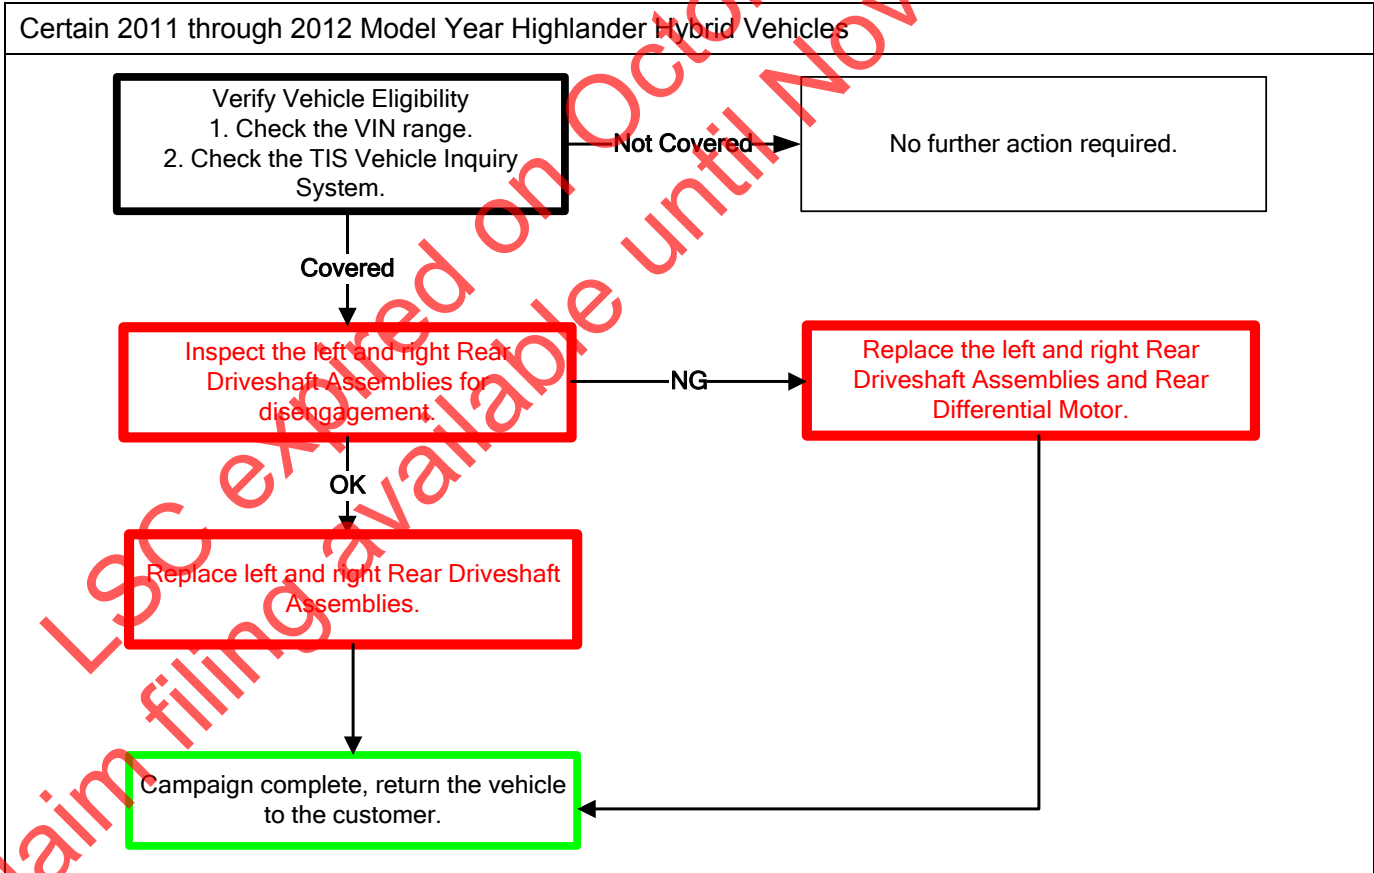 Certain 2011 through 2012 Model Year Highlander Hybrid Vehicles
Verify Vehicle Eligibility
1. Check the VIN range.
2. Check the TIS Vehicle Inquiry
System.
Not Covered
No further action required.
Covered
Inspect the left and right Rear
Driveshaft Assemblies for
disengagement.
NG
Replace the left and right Rear
Driveshaft Assemblies and Rear
Differential Motor.
OK
Replace left and right Rear Driveshaft
Assemblies.
Campaign complete, return the vehicle
to the customer.
LSC expired on
filing available until